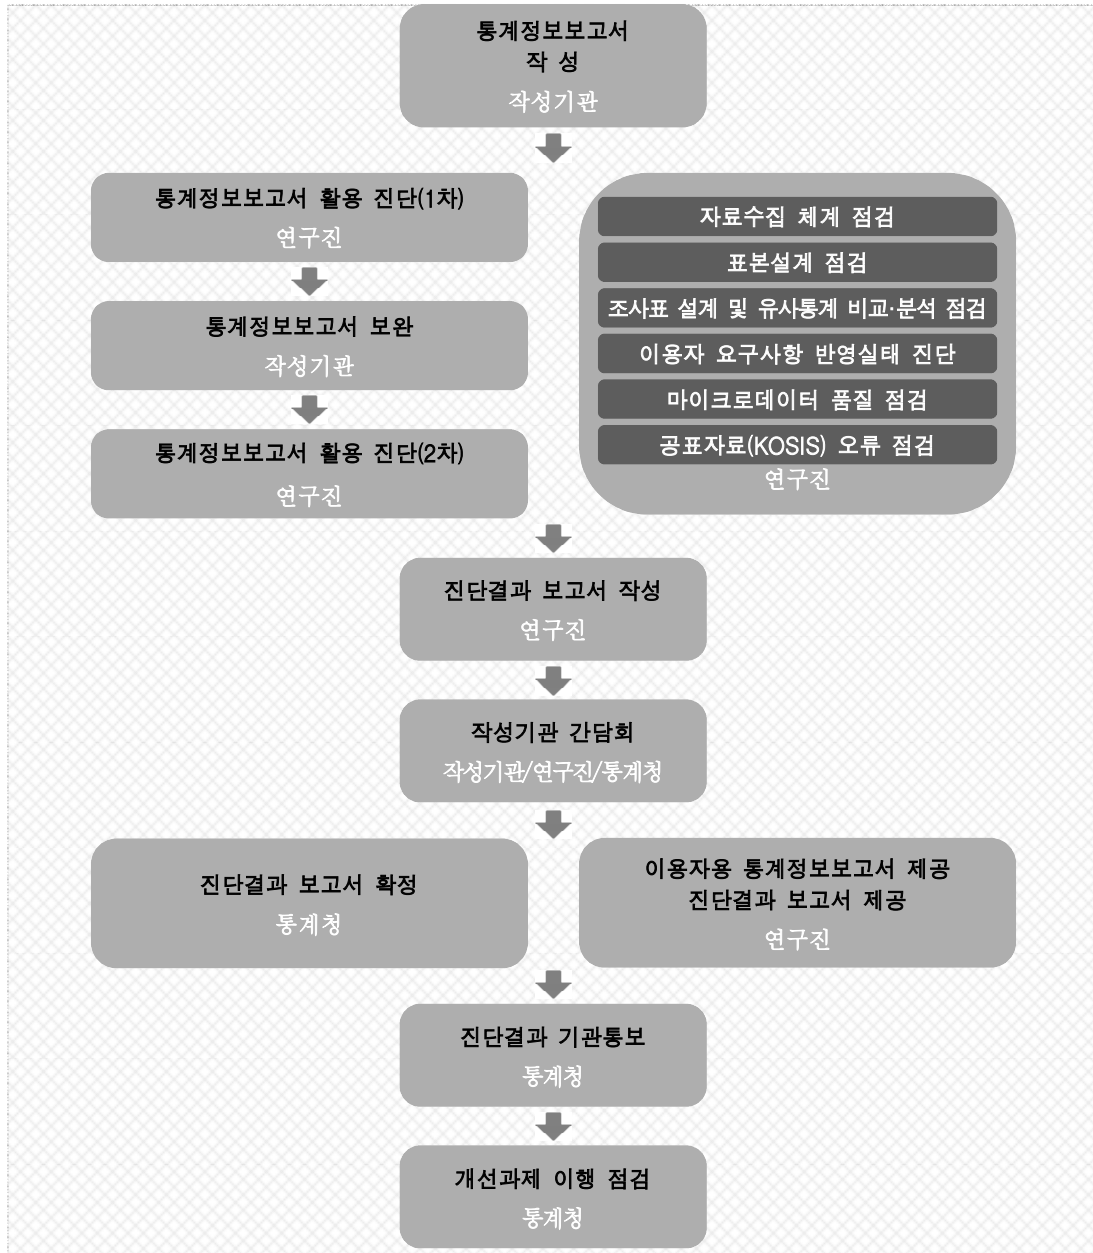 통계정보보고서
작 성
작성기관
통계정보보고서 활용 진단(1차)
연구진
통계정보보고서 보완
작성기관
통계정보보고서 활용 진단(2차)
연구진
자료수집 체계 점검
표본설계 점검
조사표 설계 및 유사통계 비교·분석 점검
이용자 요구사항 반영실태 진단
마이크로데이터 품질 점검
공표자료(KOSIS) 오류 점검
연구진
진단결과 보고서 작성
연구진
작성기관 간담회
작성기관/연구진/통계청
진단결과 보고서 확정
통계청
이용자용 통계정보보고서 제공
진단결과 보고서 제공
연구진
진단결과 기관통보
통계청
개선과제 이행 점검
통계청